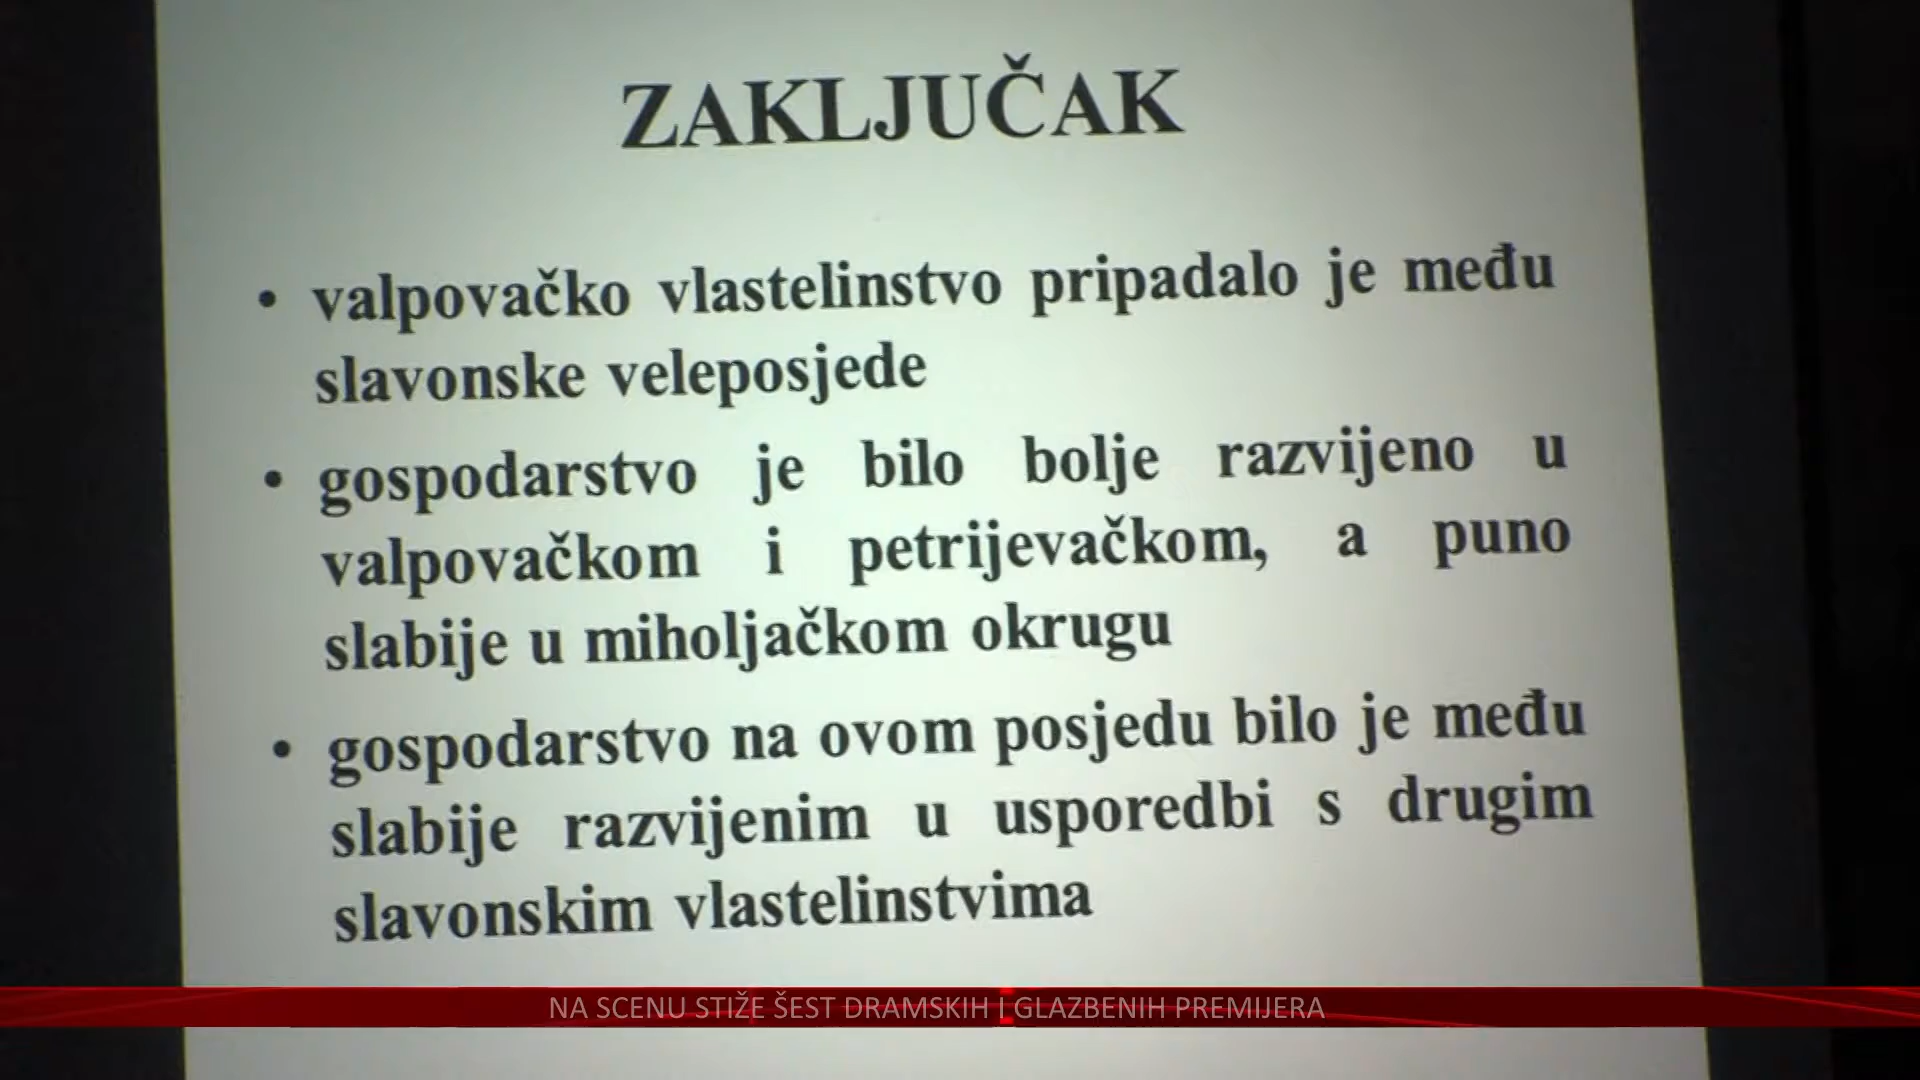 ZAKLJUČAK
• valpovačko vlastelinstvo pripadalo je među
slavonske veleposjede
• gospodarstvo je bilo bolje razvijeno u
valpovačkom i petrijevačkom, a puno
slabije u miholjačkom okrugu
• gospodarstvo na ovom posjedu bilo je među
slabije razvijenim u usporedbi s drugim
slavonskim vlastelinstvima
NA SCENU STIŽE ŠEST DRAMSKIH I GLAZBENIH PREMIJERA